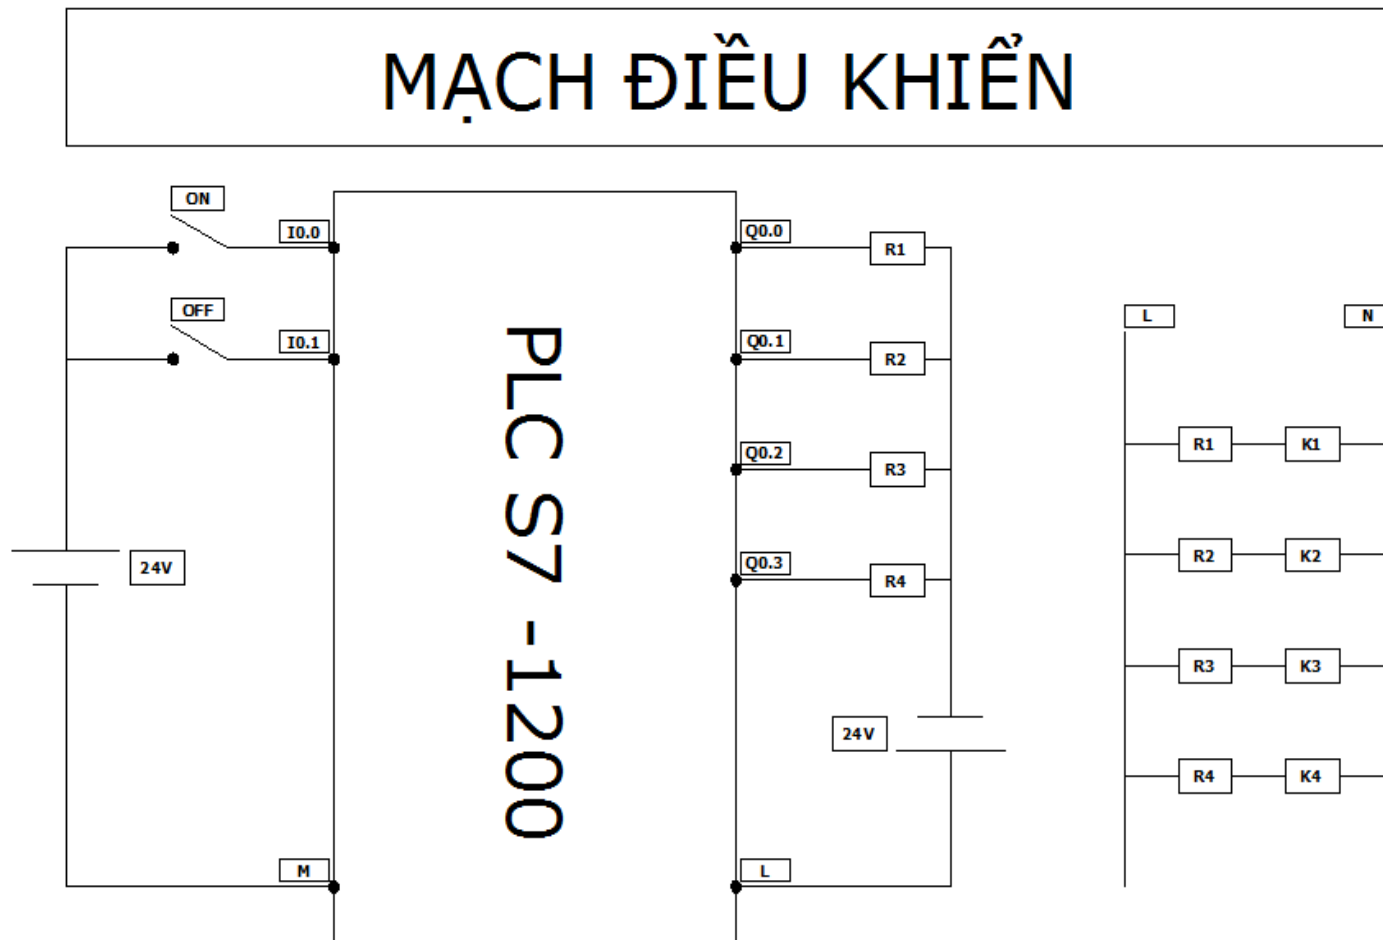 MẠCH ĐIỀU KHIỂN
ON
I0.0
OFF
I0.1
24V
M
PLC S7 -1200
Q0.0
R1
Q0.1
R2
Q0.2
R3
Q0.3
R4
24V
L
L
N
R1
K1
R2
K2
R3
K3
R4
K4